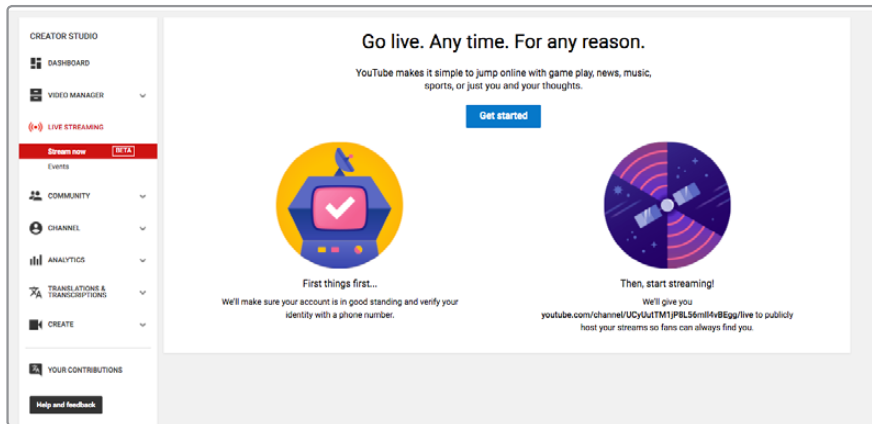 CREATOR STUDIO
DASHBOARD
VIDEO MANAGER
LIVE STREAMING
Stream now BETA
Events
COMMUNITY
CHANNEL
ANALYTICS
TRANSLATIONS &
TRANSCRIPTIONS
CREATE
YOUR CONTRIBUTIONS
Help and feedback
Go live. Any time. For any reason.
YouTube makes it simple to jump online with game play, news, music,
sports, or just you and your thoughts.
Get started
First things first...
We'll make sure your account is in good standing and verify your
identity with a phone number.
Then, start streaming!
We'll give you
youtube.com/channel/UCyUutTM1jP8L56mll4vBEgg/live to publicly
host your streams so fans can always find you.